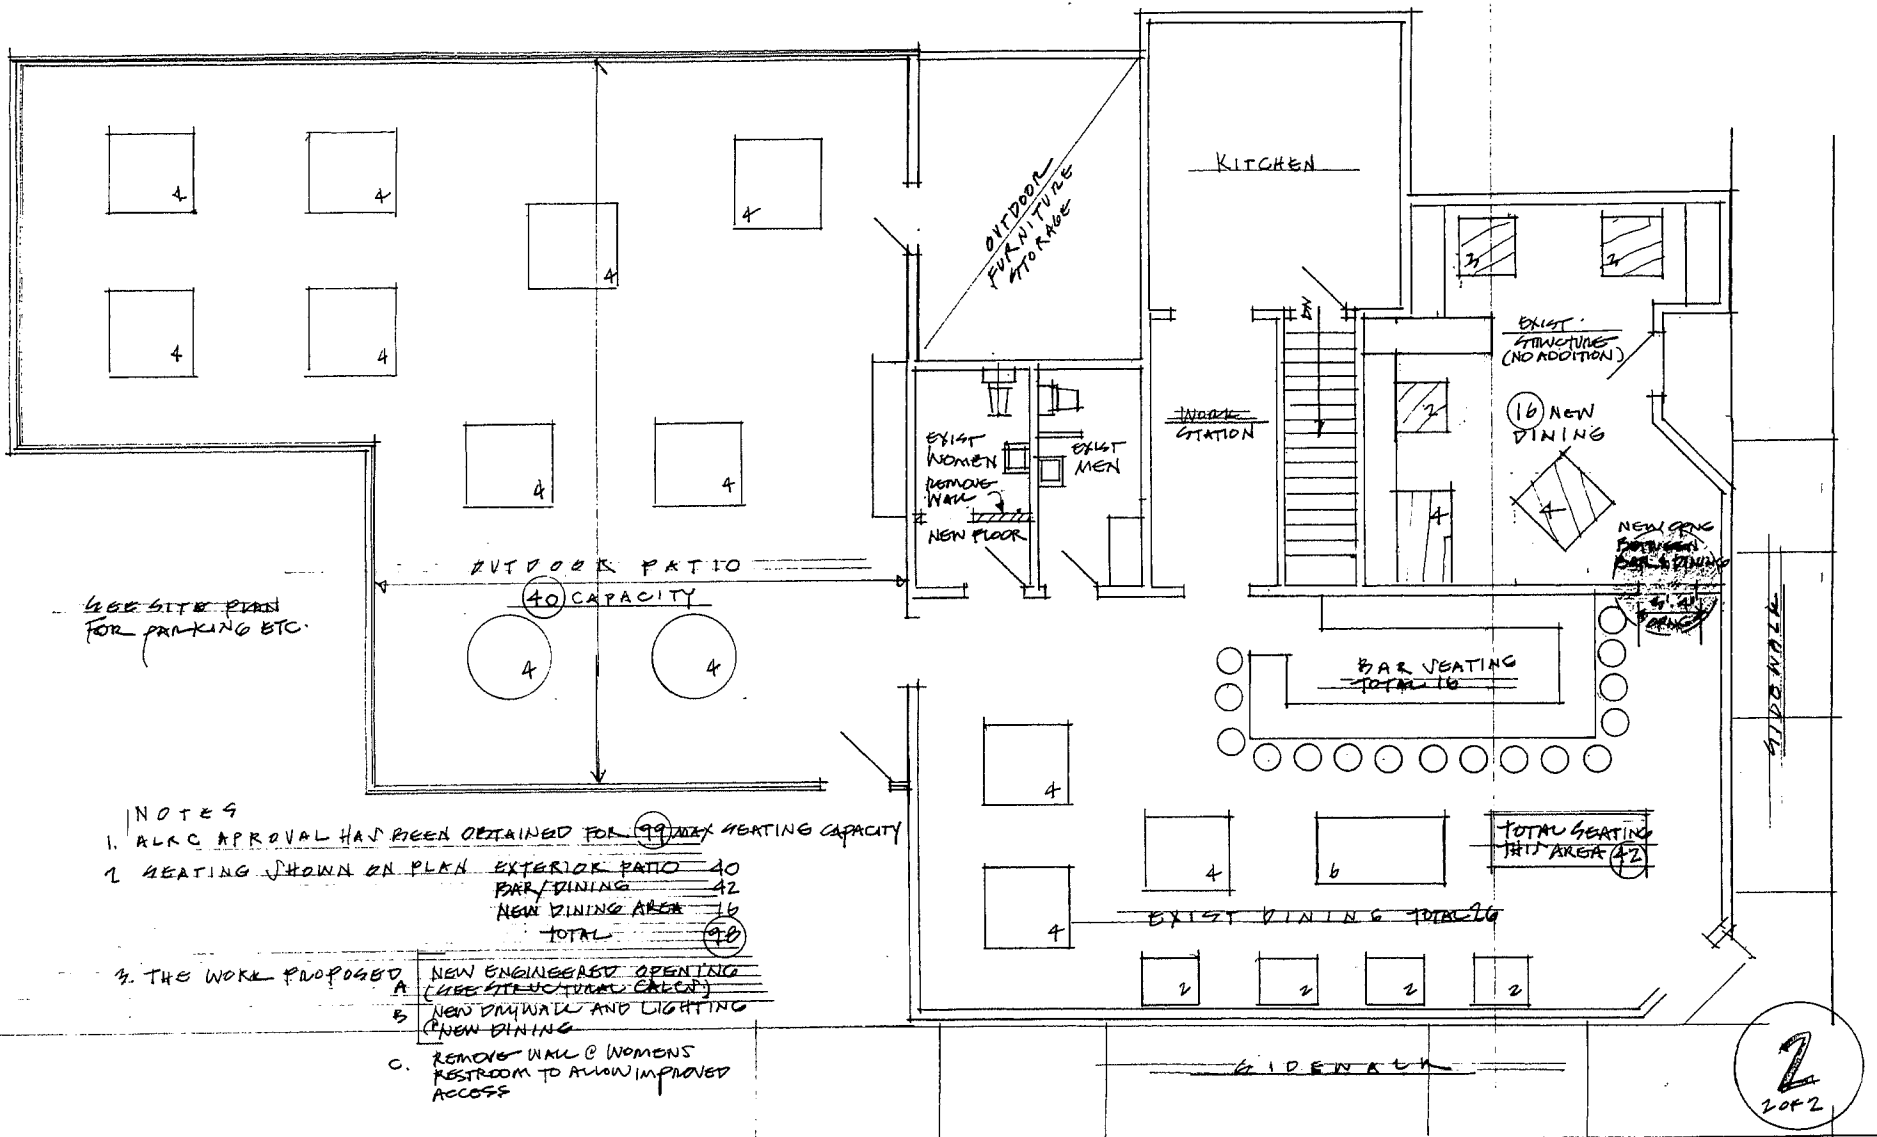 4
4
4
4
4
4
4
4
OUTDOOR PATIO
40 CAPACITY
4
4
SEE SITE PLAN
FOR PARKING ETC.
OUTDOOR
FURNITURE
STORAGE
KITCHEN
DN
WORK
STATION
EXIST
WOMEN
REMOVE
WALL
NEW FLOOR
EXIST
MEN
3
3
EXIST.
STRUCTURE
(NO ADDITION)
2
16 NEW
DINING
4
4
NEW OPNG
BETWEEN
BAR & DINING
OPNG
BAR SEATING
TOTAL 16
SIDEWALK
4
4
6
TOTAL SEATING
THIS AREA 42
4
EXIST DINING TOTAL 26
2
2
2
2
NOTES
1. ALRC APROVAL HAS BEEN OBTAINED FOR 99 MAX SEATING CAPACITY
2 SEATING SHOWN ON PLAN EXTERIOR PATIO 40
BAR/DINING 42
NEW DINING AREA 16
TOTAL 98
3. THE WORK PROPOSED A NEW ENGINEERED OPENING
(SEE STRUCTURAL CALCS)
B NEW DRYWALL AND LIGHTING
@ NEW DINING
C. REMOVE WALL @ WOMENS
RESTROOM TO ALLOW IMPROVED
ACCESS
SIDEWALK
2
2 OF 2